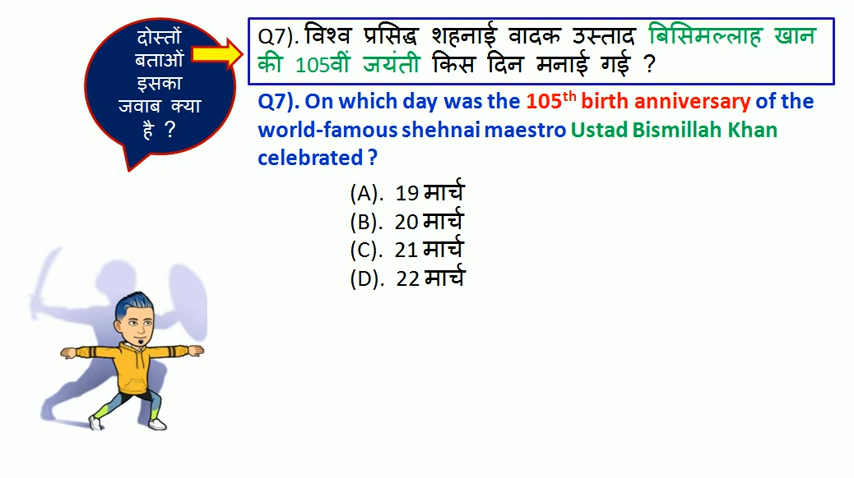 दोस्तों
बताओं
इसका
जवाब क्या
है ?
Q7). विश्व प्रसिद्ध शहनाई वादक उस्ताद बिसिमल्लाह खान
की 105वीं जयंती किस दिन मनाई गई ?
Q7). On which day was the 105th birth anniversary of the
world-famous shehnai maestro Ustad Bismillah Khan
celebrated ?
(A). 19 मार्च
(B). 20 मार्च
(C). 21 मार्च
(D). 22 मार्च